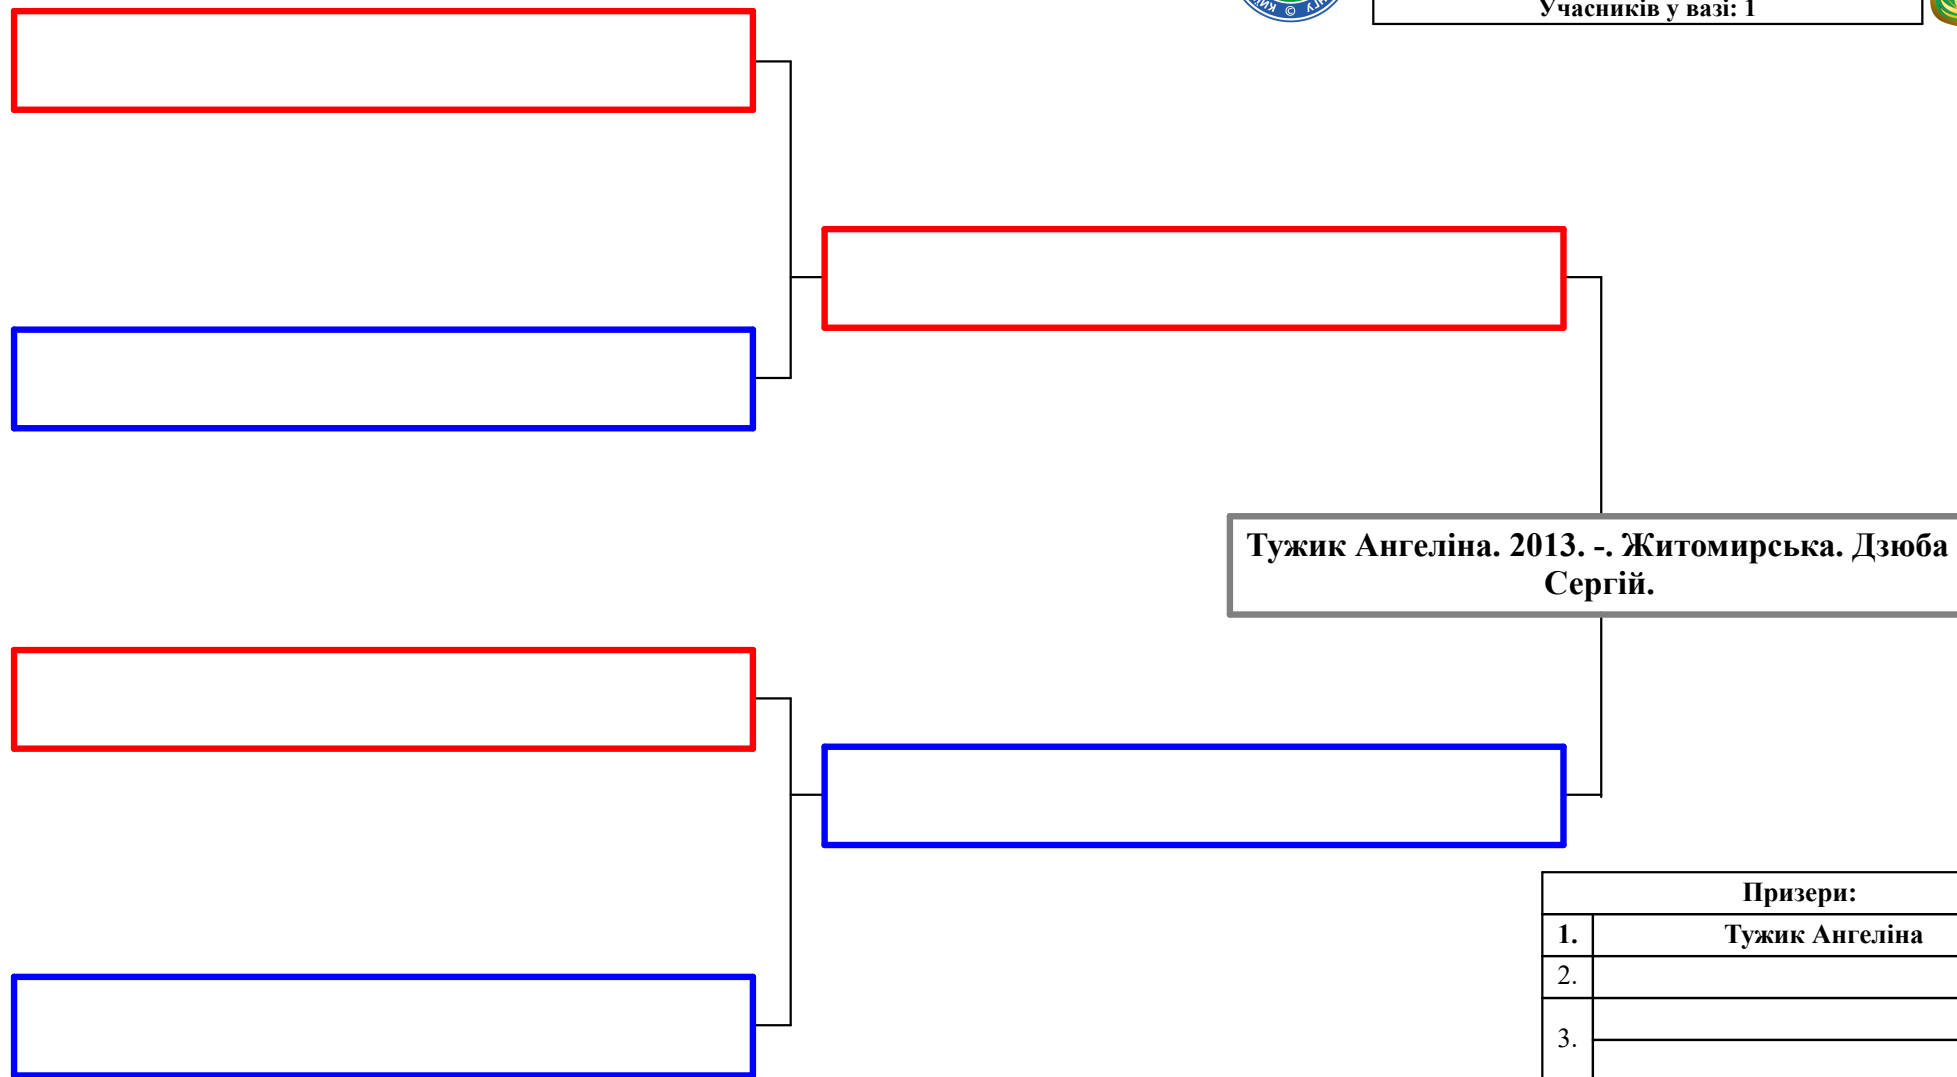 Учасників у вазі: 1
Тужик Ангеліна. 2013. -. Житомирська. Дзюба
Сергій.
Призери:
1. Тужик Ангеліна
2.
3.